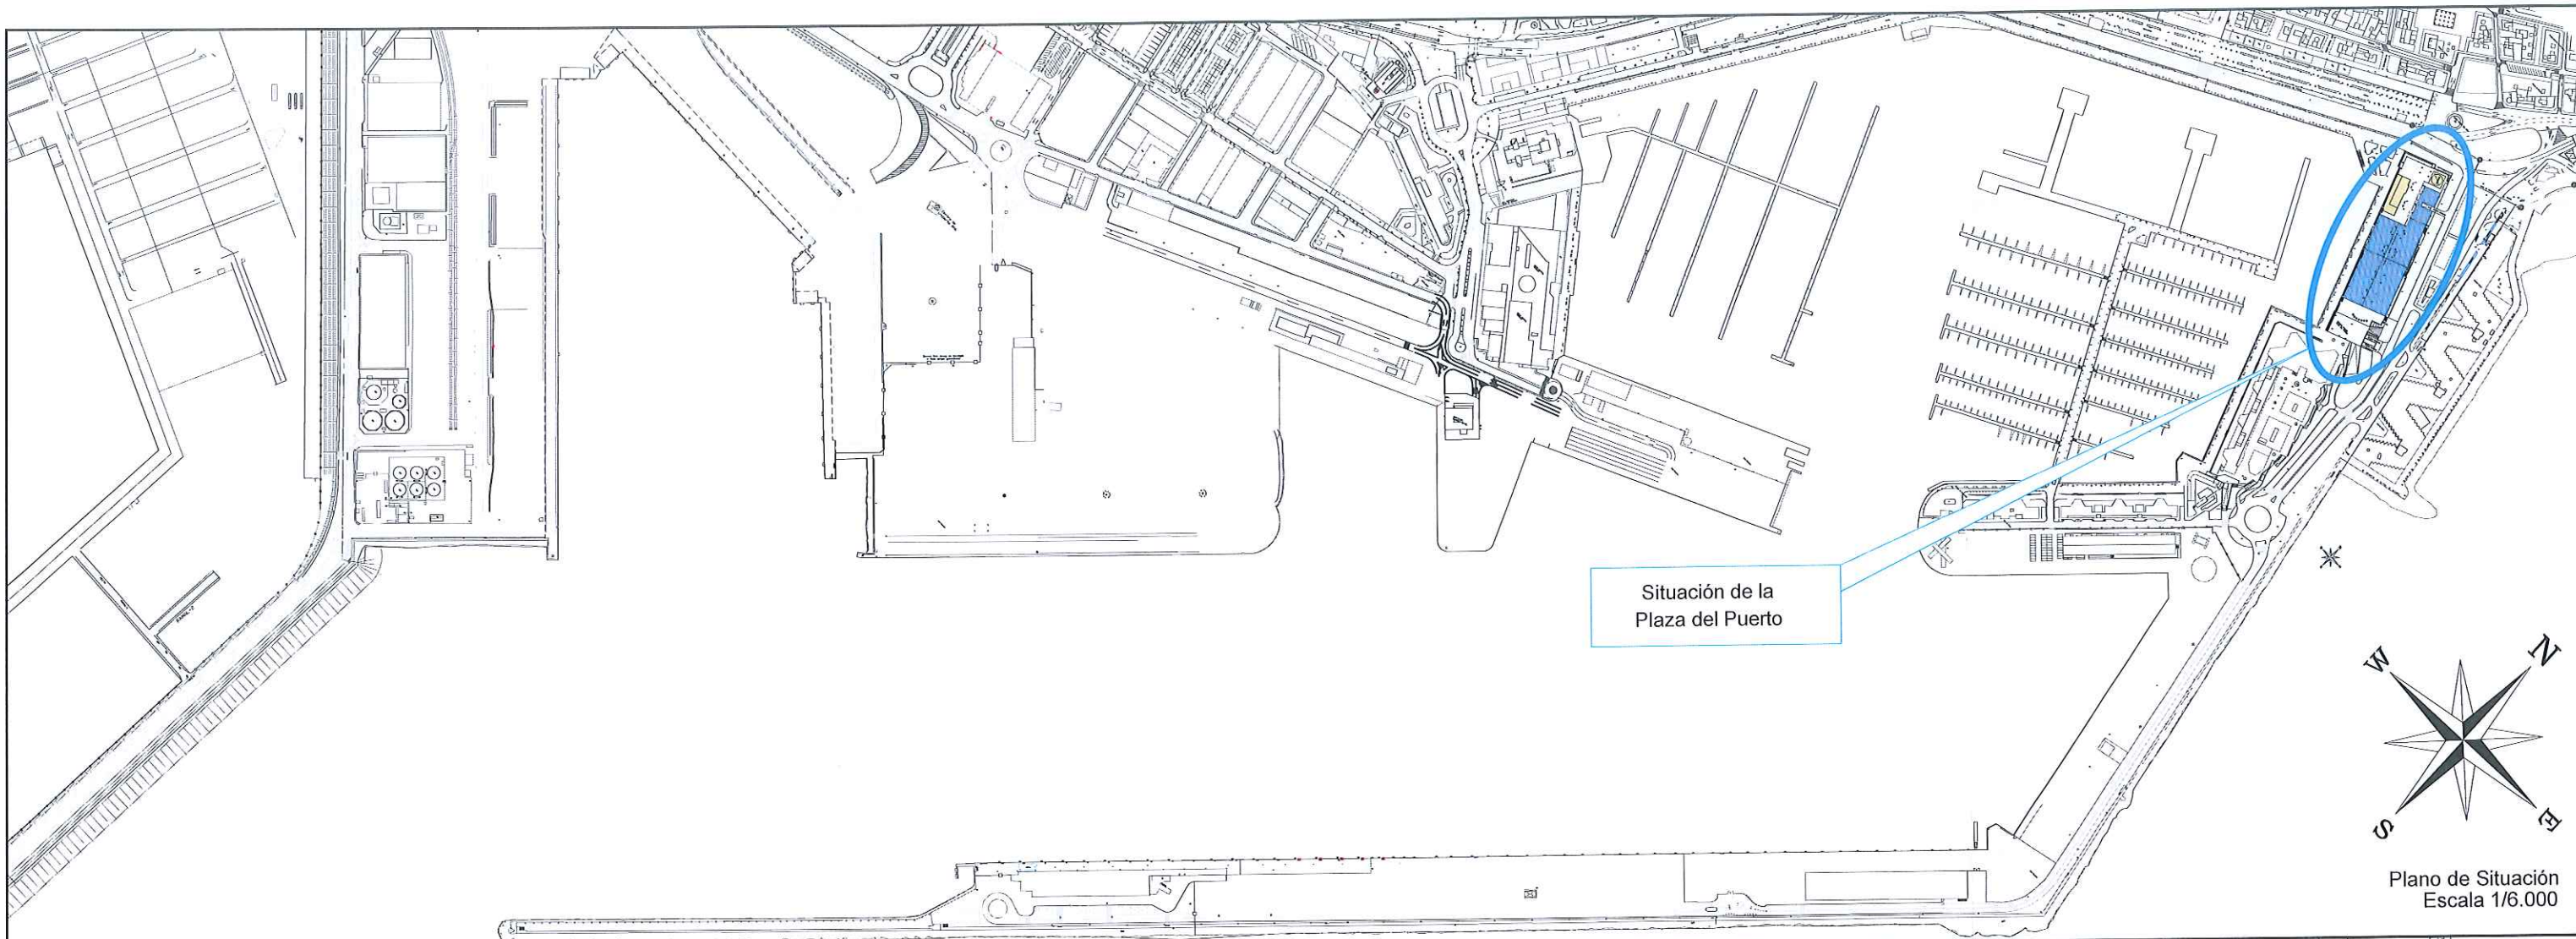 Situación de la
Plaza del Puerto
W
N
S
E
Plano de Situación
Escala 1/6.000